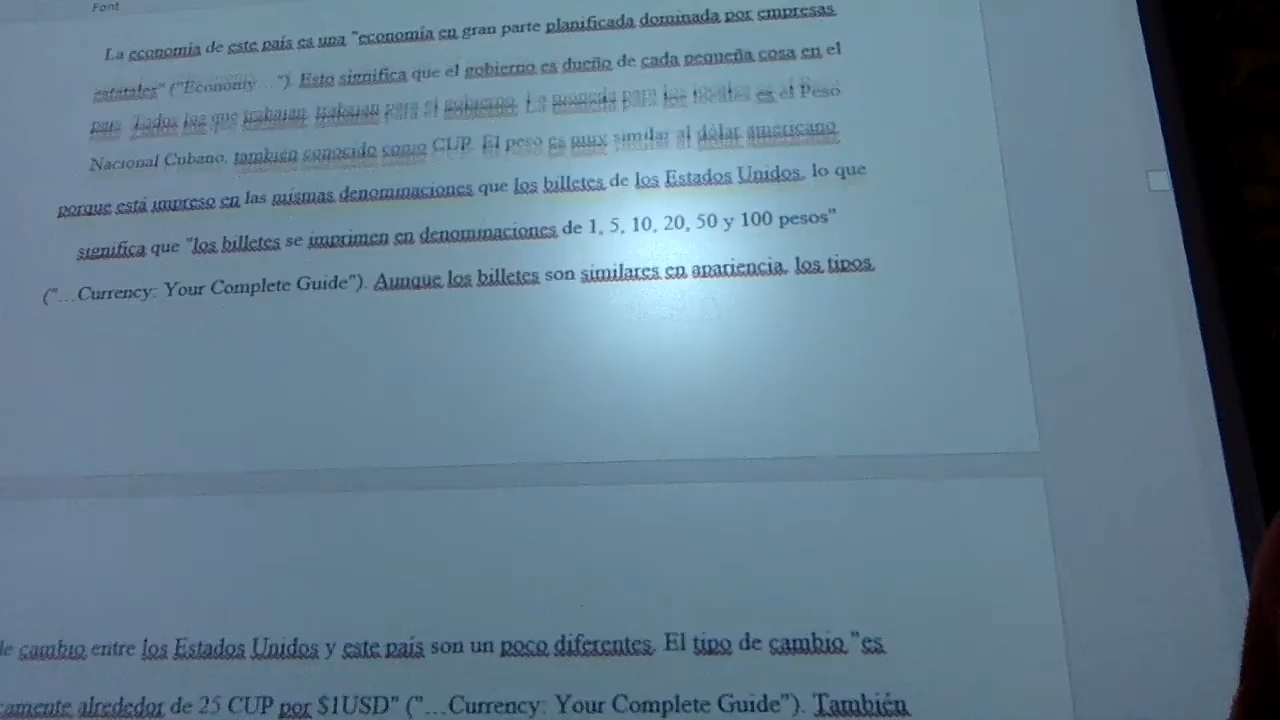 Font
La economía de este país es una "economía en gran parte planificada dominada por empresas
estatales" ("Economy…"). Esto significa que el gobierno es dueño de cada pequeña cosa en el
país. Todos los que trabajan, trabajan para el gobierno. La moneda para los locales es el Peso
Nacional Cubano, también conocido como CUP. El peso es muy similar al dólar americano,
porque está impreso en las mismas denominaciones que los billetes de los Estados Unidos, lo que
significa que "los billetes se imprimen en denominaciones de 1, 5, 10, 20, 50 y 100 pesos"
("…Currency: Your Complete Guide"). Aunque los billetes son similares en apariencia, los tipos
de cambio entre los Estados Unidos y este país son un poco diferentes. El tipo de cambio "es
camente alrededor de 25 CUP por $1USD" ("…Currency: Your Complete Guide"). También